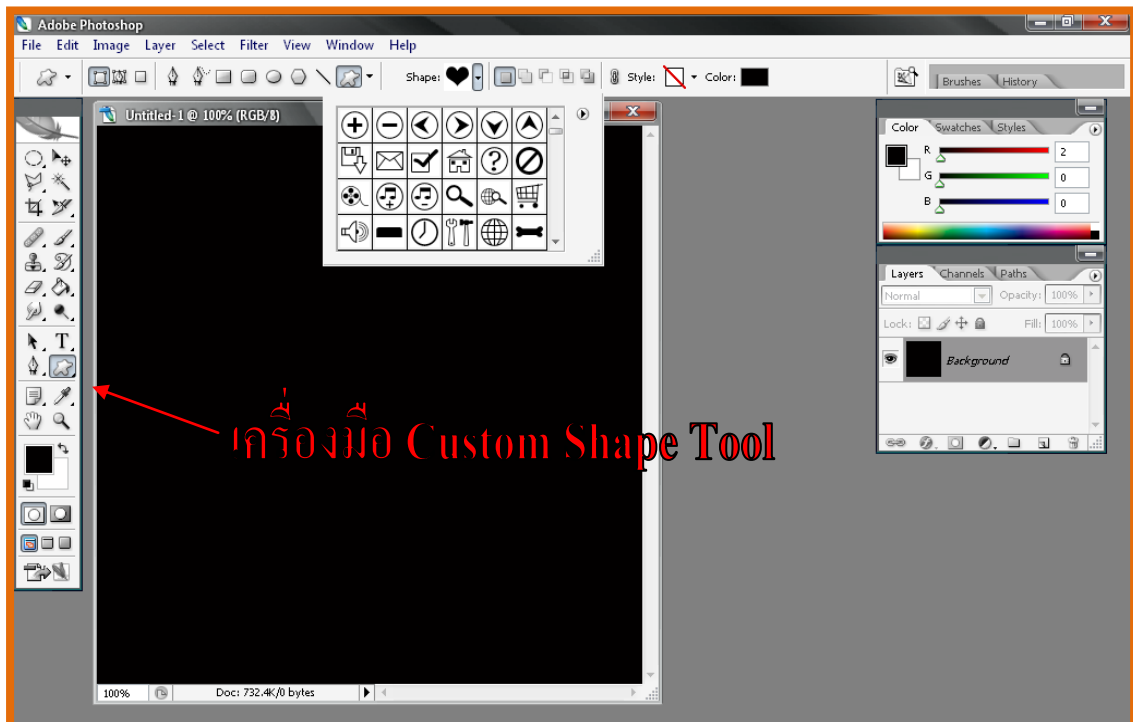 Adobe Photoshop
File Edit Image Layer Select Filter View Window Help
Shape: Style: Color:
Brushes History
Untitled-1 @ 100% (RGB/8)
Color Swatches Styles
R 2
G 0
B 0
Layers Channels Paths
Normal Opacity: 100%
Lock: Fill: 100%
Background
เครื่องมือ Custom Shape Tool
100% Doc: 732.4K/0 bytes